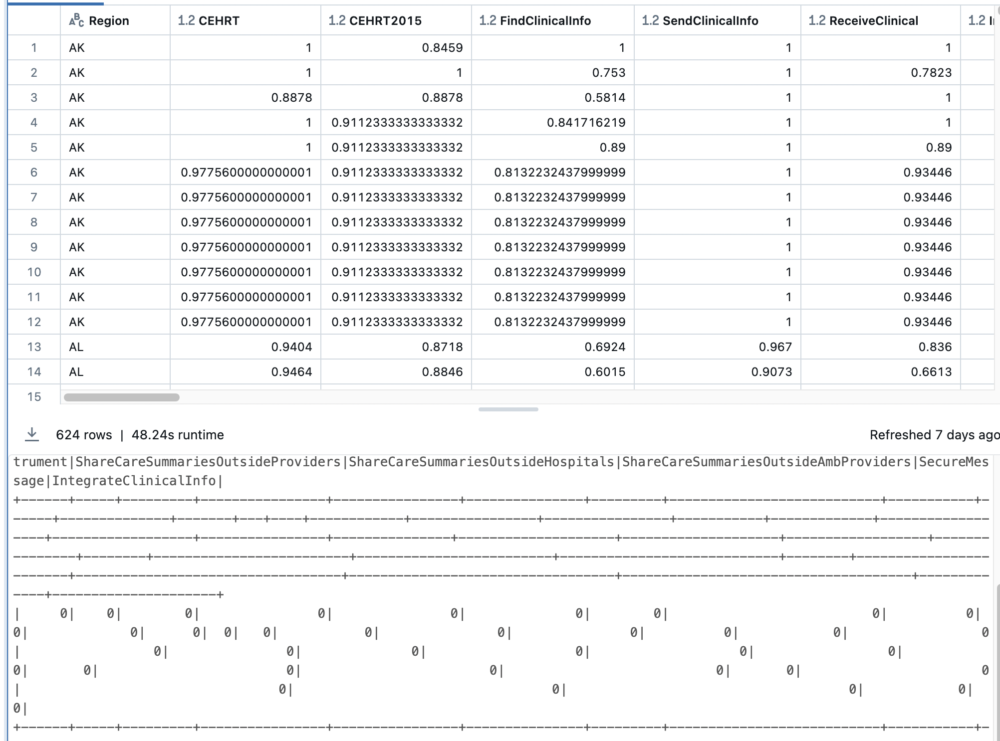 ABC Region 1.2 CEHRT 1.2 CEHRT2015 1.2 FindClinicalInfo 1.2 SendClinicalInfo 1.2 ReceiveClinical 1.2
1 AK 1 0.8459 1 1 1
2 AK 1 1 0.753 1 0.7823
3 AK 0.8878 0.8878 0.5814 1 1
4 AK 1 0.9112333333333332 0.841716219 1 1
5 AK 1 0.9112333333333332 0.89 1 0.89
6 AK 0.9775600000000001 0.9112333333333332 0.8132232437999999 1 0.93446
7 AK 0.9775600000000001 0.9112333333333332 0.8132232437999999 1 0.93446
8 AK 0.9775600000000001 0.9112333333333332 0.8132232437999999 1 0.93446
9 AK 0.9775600000000001 0.9112333333333332 0.8132232437999999 1 0.93446
10 AK 0.9775600000000001 0.9112333333333332 0.8132232437999999 1 0.93446
11 AK 0.9775600000000001 0.9112333333333332 0.8132232437999999 1 0.93446
12 AK 0.9775600000000001 0.9112333333333332 0.8132232437999999 1 0.93446
13 AL 0.9404 0.8718 0.6924 0.967 0.836
14 AL 0.9464 0.8846 0.6015 0.9073 0.6613
15
624 rows | 48.24s runtime Refreshed 7 days ago
trument|ShareCareSummariesOutsideProviders|ShareCareSummariesOutsideHospitals|ShareCareSummariesOutsideAmbProviders|SecureMes
sage|IntegrateClinicalInfo|
+------+-----+---------+----------------+----------------+---------------+---------+---------------------------+-----------+-
-----+--------------+-------+---+----+------------+----------------+----------------+-----------+-------------+--------------
----+------------------+----------------+---------------+--------------------+--------------------+------------------+-------
--------+--------+-------------------------+-------------------------+----------------------------+--------+-----------------
-------+----------------------------------+----------------------------------+-------------------------------------+---------
----+---------------------+
| 0| 0| 0| 0| 0| 0| 0| 0| 0|
0| 0| 0| 0| 0| 0| 0| 0| 0| 0| 0
| 0| 0| 0| 0| 0| 0|
0| 0| 0| 0| 0| 0| 0
| 0| 0| 0| 0|
0|
+------+-----+---------+----------------+----------------+---------------+---------+---------------------------+-----------+-